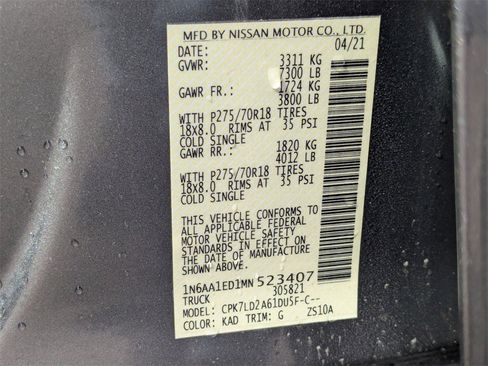 MFD BY NISSAN MOTOR CO., LTD.
DATE: 04/21
GVWR: 3311 KG
7300 LB
GAWR FR.: 1724 KG
3800 LB
WITH P275/70R18 TIRES
18X8.0 RIMS AT 35 PSI
COLD SINGLE
GAWR RR.: 1820 KG
4012 LB
WITH P275/70R18 TIRES
18X8.0 RIMS AT 35 PSI
COLD SINGLE
THIS VEHICLE CONFORMS TO
ALL APPLICABLE FEDERAL
MOTOR VEHICLE SAFETY
STANDARDS IN EFFECT ON
THE DATE OF MANUFACTURE
SHOWN ABOVE.
1N6AA1ED1MN523407
TRUCK 305821
MODEL: CPK7LD2A61DU5F-C--
COLOR: KAD TRIM: G ZS10A